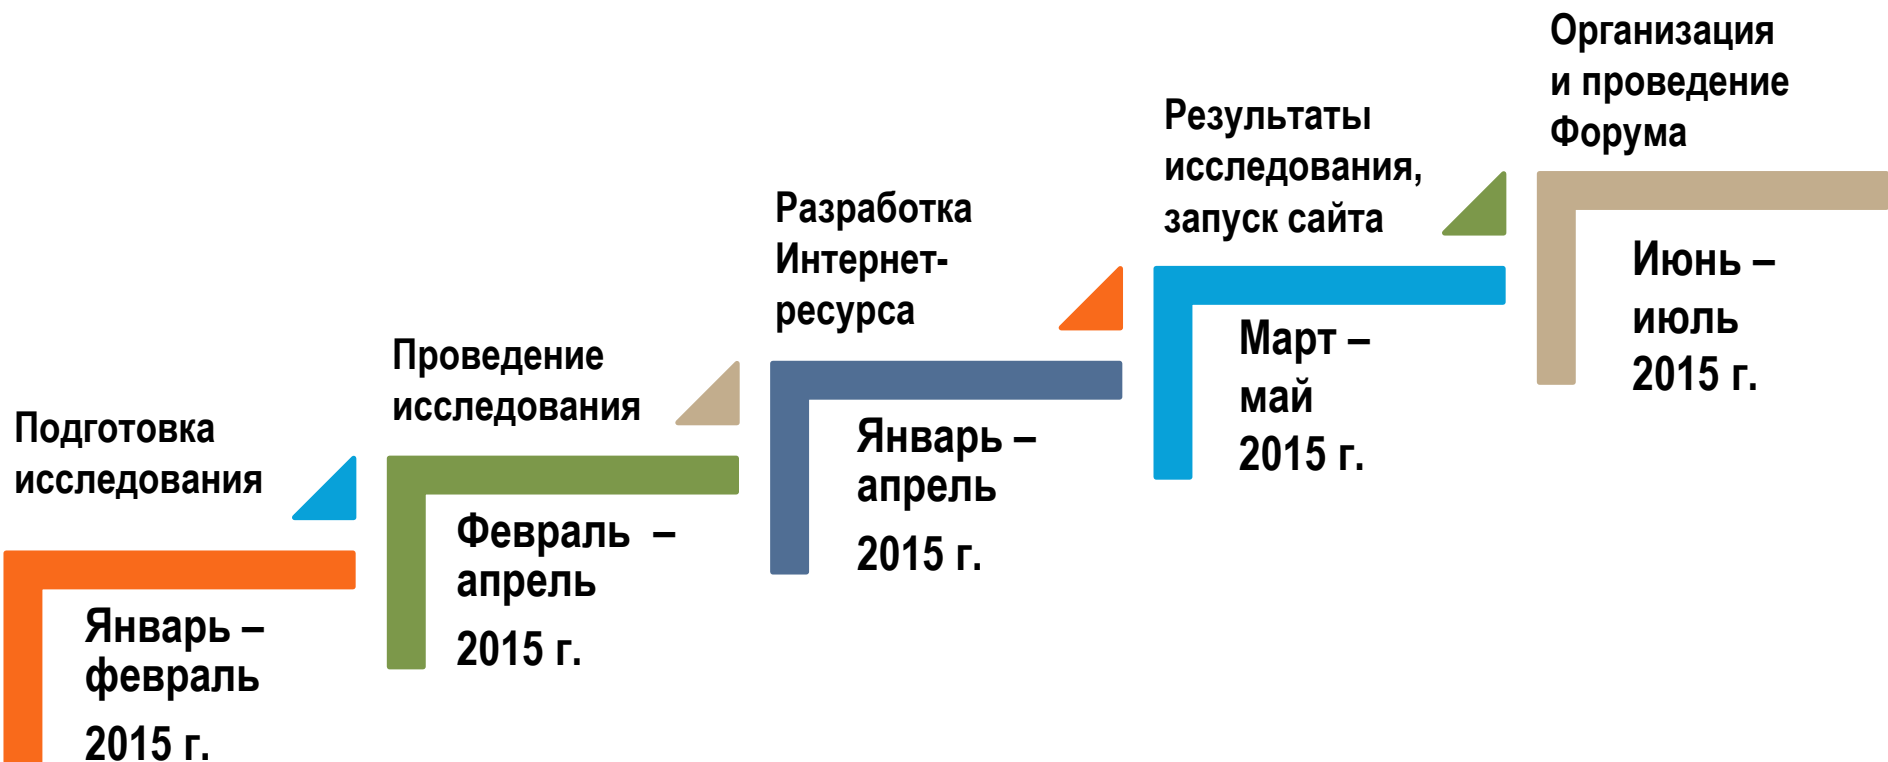 Подготовка
исследования
Январь –
февраль
2015 г.
Проведение
исследования
Февраль –
апрель
2015 г.
Разработка
Интернет-
ресурса
Январь –
апрель
2015 г.
Результаты
исследования,
запуск сайта
Март –
май
2015 г.
Организация
и проведение
Форума
Июнь –
июль
2015 г.